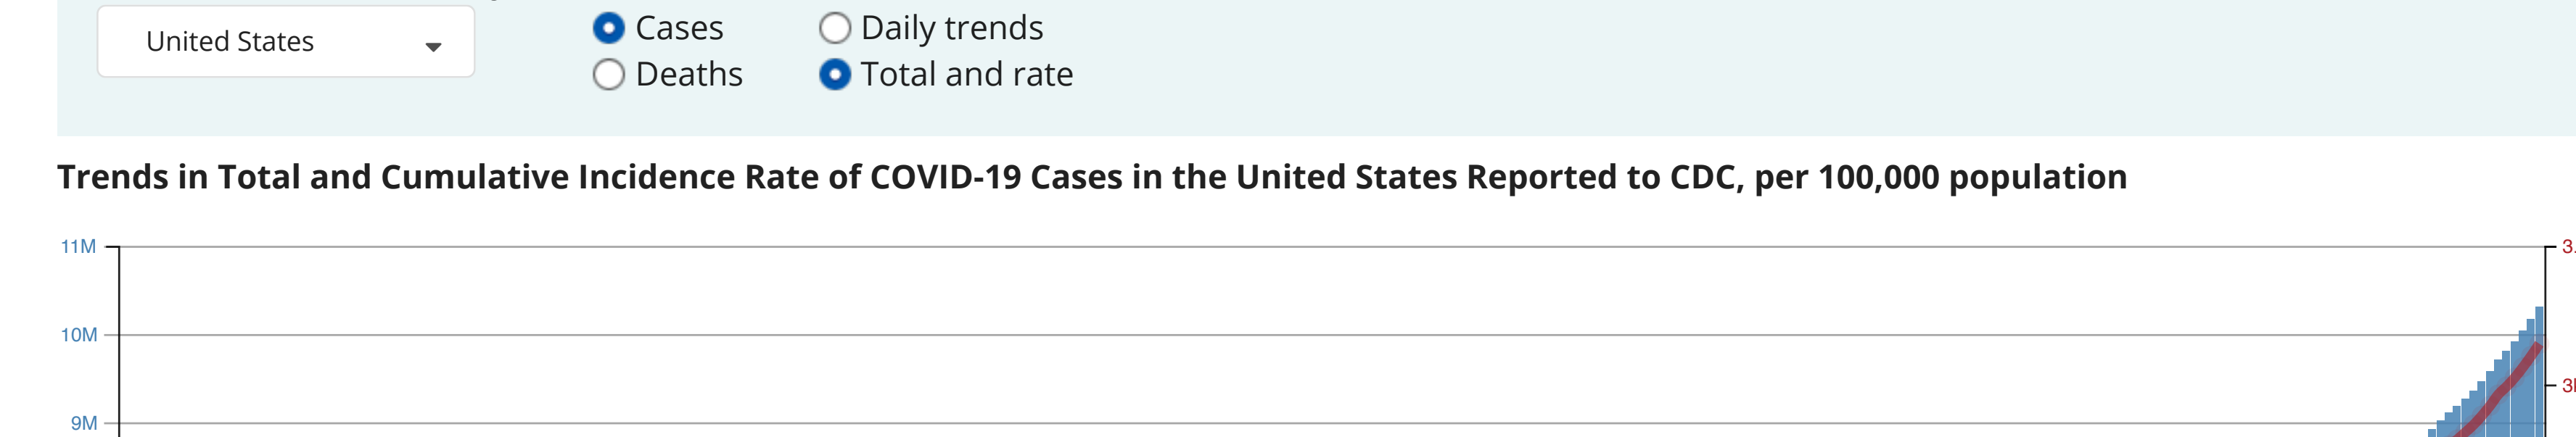 United States
Cases
Daily trends
Deaths
Total and rate
Trends in Total and Cumulative Incidence Rate of COVID-19 Cases in the United States Reported to CDC, per 100,000 population
11M
10M
9M